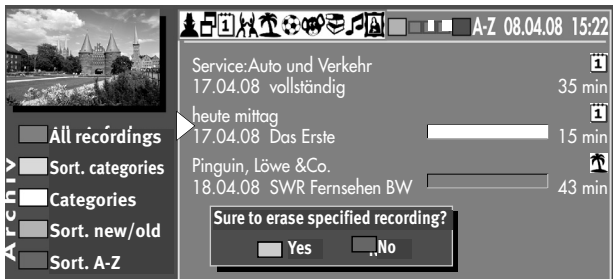 A-Z 08.04.08 15:22
Service:Auto und Verkehr
17.04.08 vollständig 35 min
heute mittag
17.04.08 Das Erste 15 min
Pinguin, Löwe &Co.
18.04.08 SWR Fernsehen BW 43 min
Archiv
All recordings
Sort. categories
Categories
Sort. new/old
Sort. A-Z
Sure to erase specified recording?
Yes No